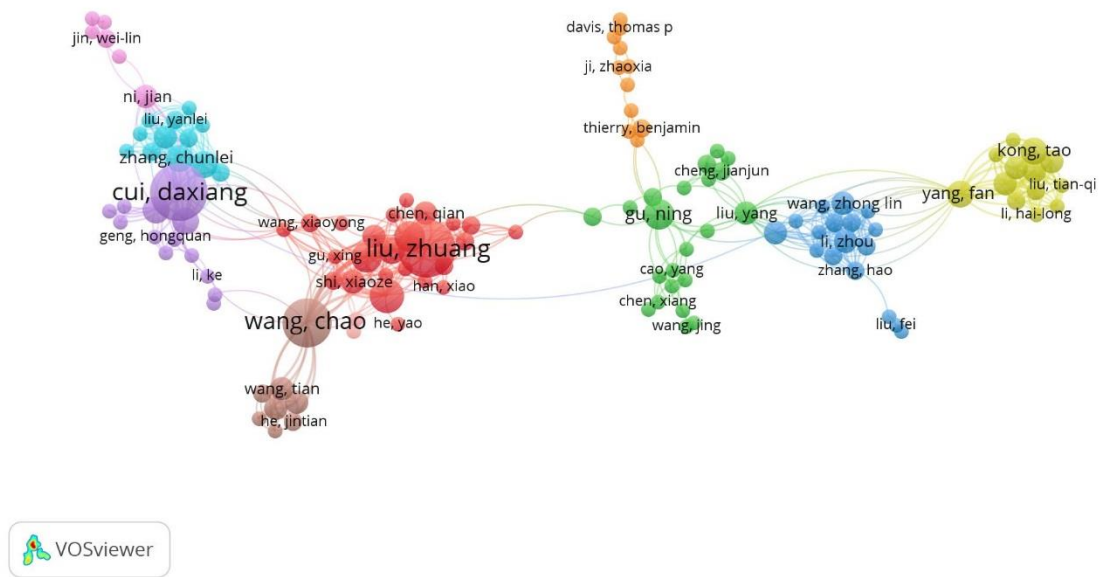 davis, thomas p
jin, wei-lin
ji, zhaoxia
ni, jian
liu, yanlei
thierry, benjamin
zhang, chunlei
kong, tao
cheng, jianjun
cui, daxiang
yang, fan
liu, tian-qi
wang, zhong lin
chen, qian
gu, ning
liu, yang
li, hai-long
wang, xiaoyong
geng, hongquan
liu, zhuang
li, zhou
gu, xing
cao, yang
zhang, hao
li, ke
shi, xiaoze
han, xiao
chen, xiang
wang, chao
he, yao
wang, jing
liu, fei
wang, tian
he, jintian
VOSviewer